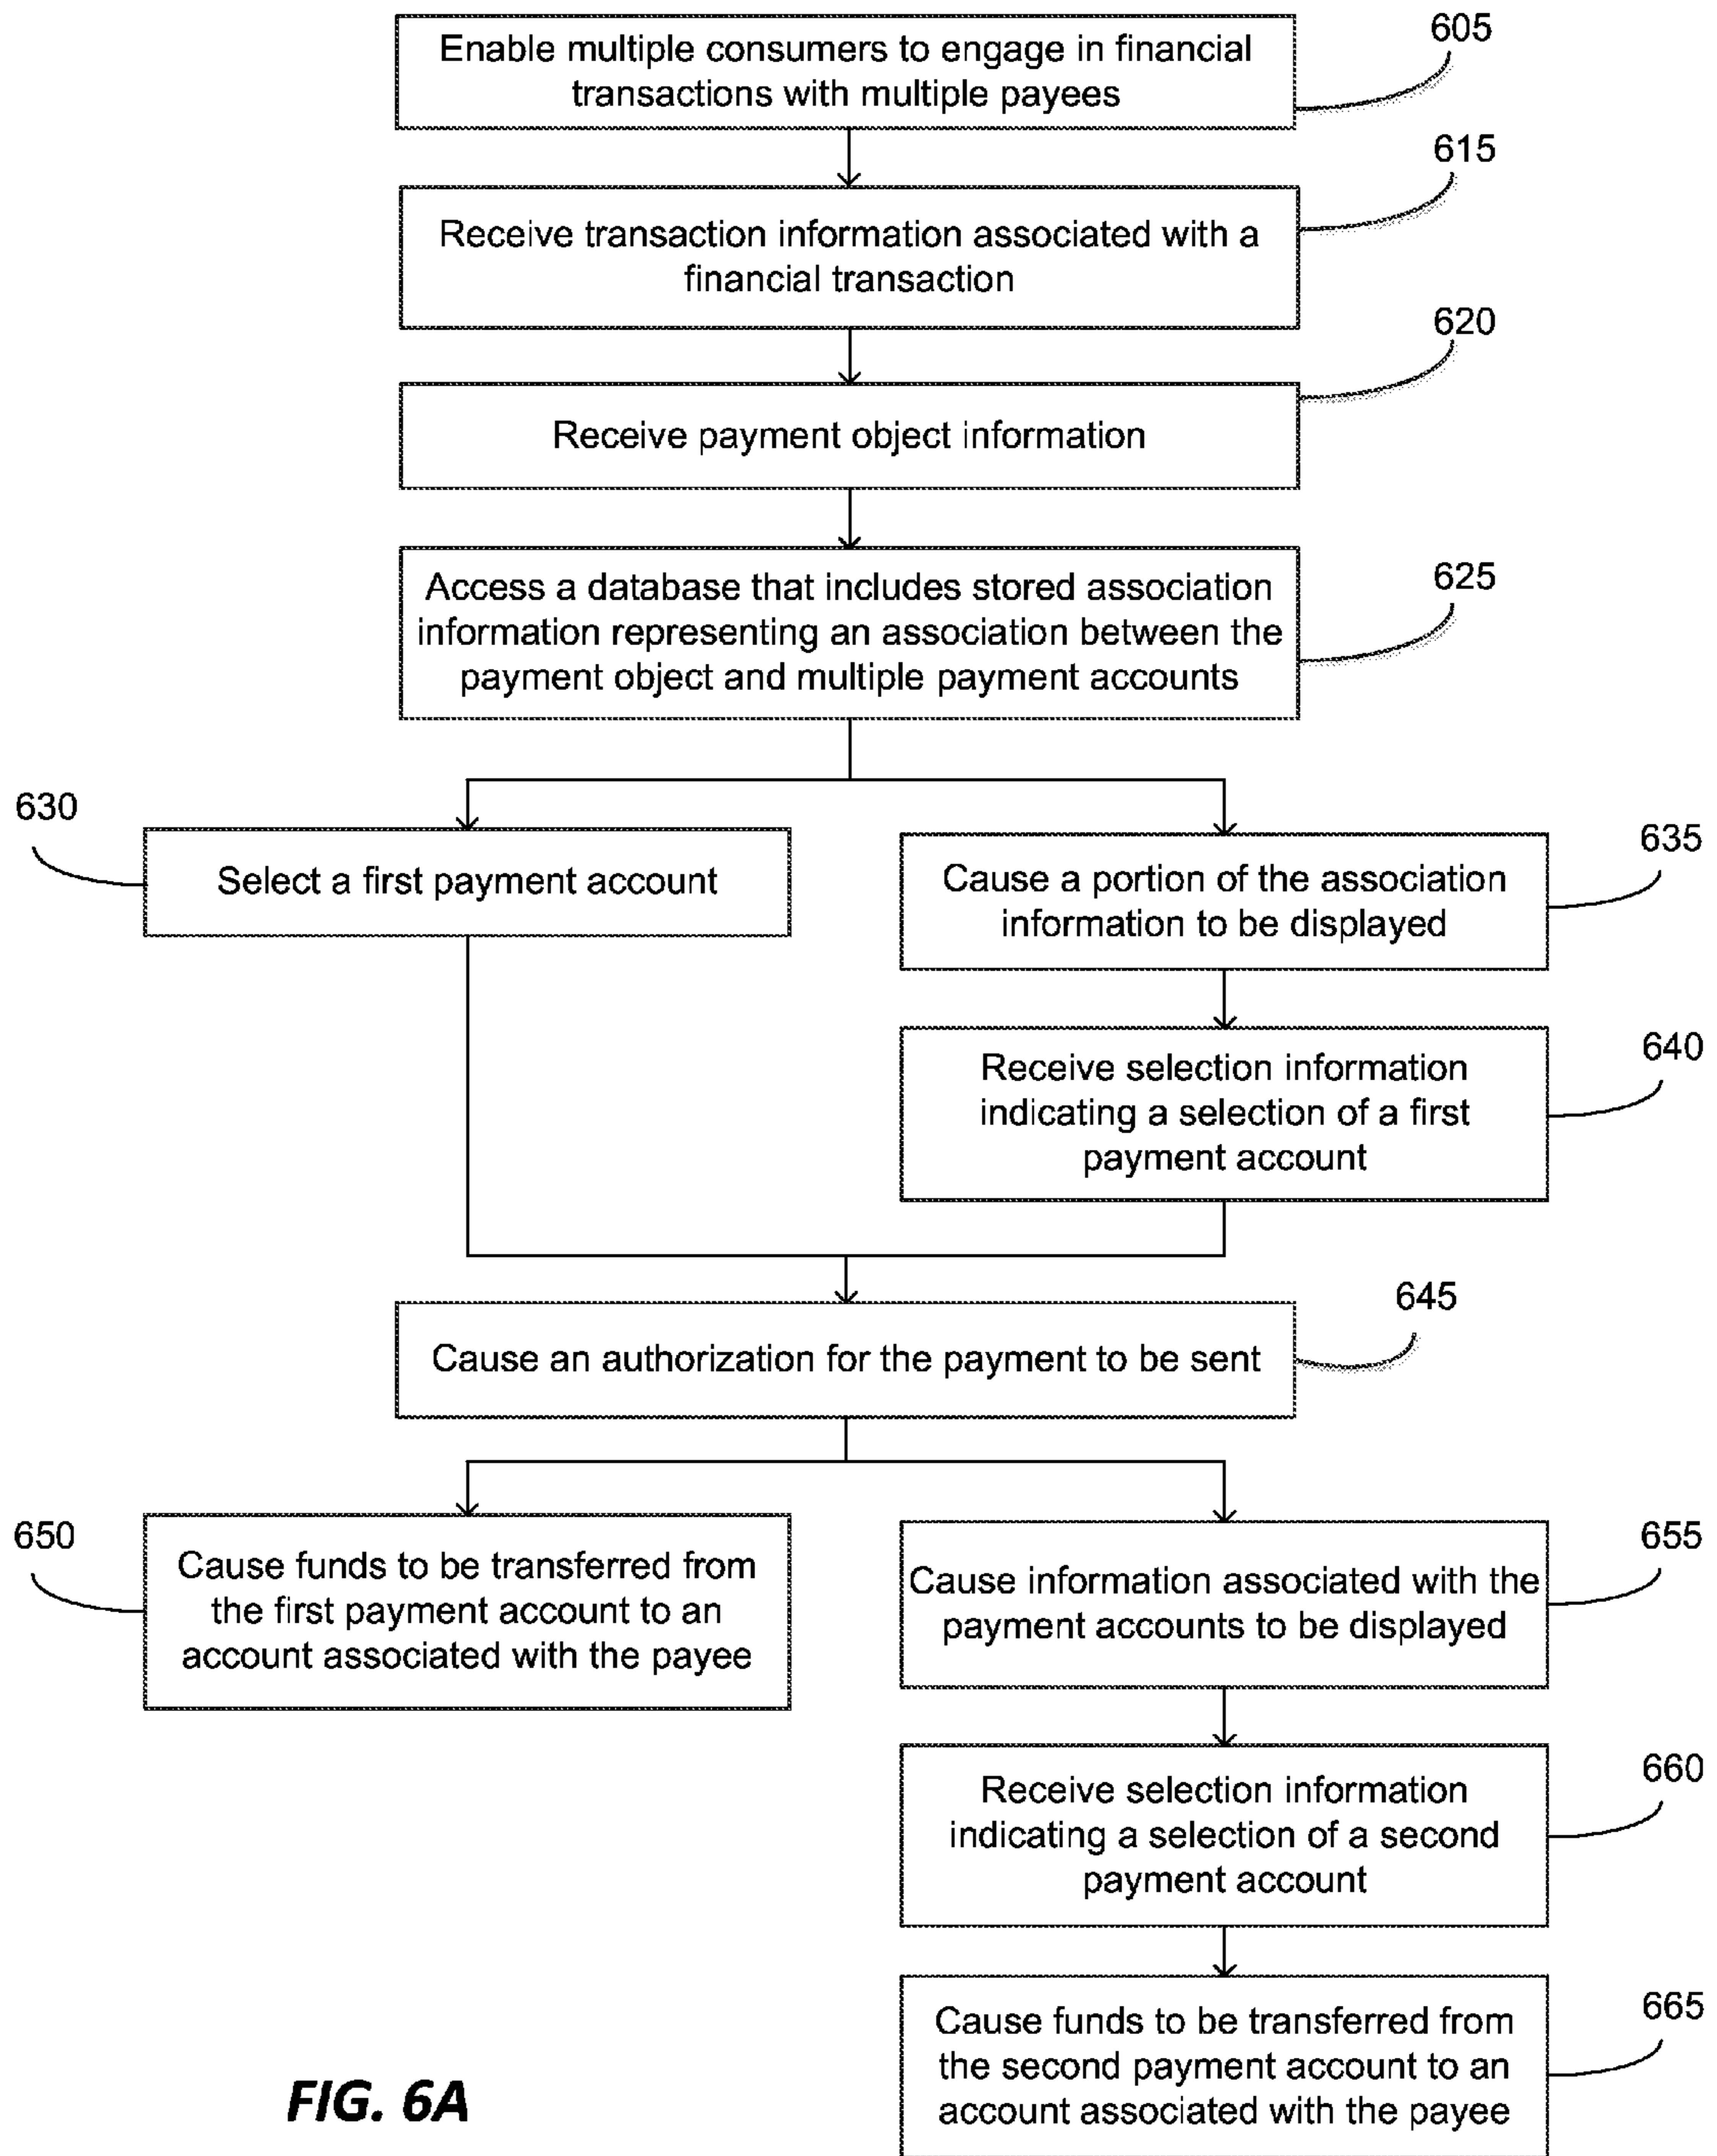 Enable multiple consumers to engage in financial
transactions with multiple payees
605
615
Receive transaction information associated with a
financial transaction
620
Receive payment object information
Access a database that includes stored association
information representing an association between the
payment object and multiple payment accounts
625
630
Select a first payment account
635
Cause a portion of the association
information to be displayed
640
Receive selection information
indicating a selection of a first
payment account
645
Cause an authorization for the payment to be sent
650
Cause funds to be transferred from
the first payment account to an
account associated with the payee
655
Cause information associated with the
payment accounts to be displayed
660
Receive selection information
indicating a selection of a second
payment account
665
Cause funds to be transferred from
the second payment account to an
account associated with the payee
FIG. 6A